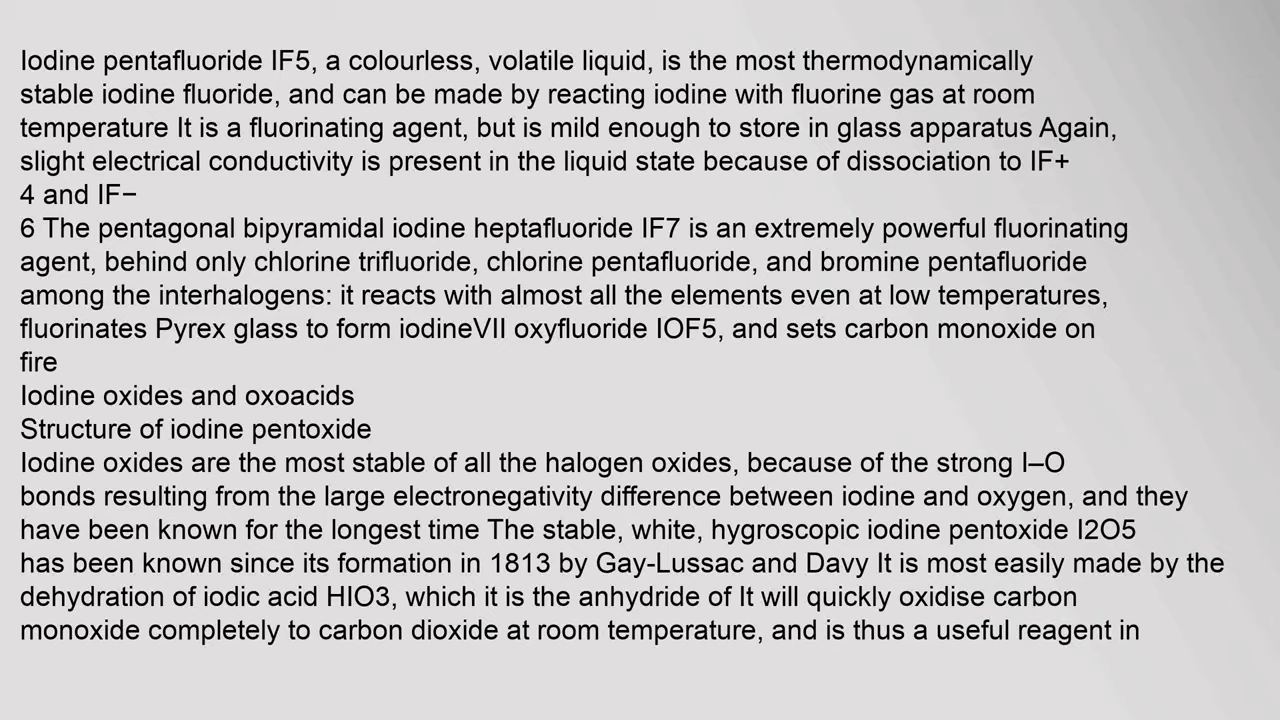 Iodine pentafluoride IF5, a colourless, volatile liquid, is the most thermodynamically
stable iodine fluoride, and can be made by reacting iodine with fluorine gas at room
temperature It is a fluorinating agent, but is mild enough to store in glass apparatus Again,
slight electrical conductivity is present in the liquid state because of dissociation to IF+
4 and IF−
6 The pentagonal bipyramidal iodine heptafluoride IF7 is an extremely powerful fluorinating
agent, behind only chlorine trifluoride, chlorine pentafluoride, and bromine pentafluoride
among the interhalogens: it reacts with almost all the elements even at low temperatures,
fluorinates Pyrex glass to form iodineVII oxyfluoride IOF5, and sets carbon monoxide on
fire
Iodine oxides and oxoacids
Structure of iodine pentoxide
Iodine oxides are the most stable of all the halogen oxides, because of the strong I–O
bonds resulting from the large electronegativity difference between iodine and oxygen, and they
have been known for the longest time The stable, white, hygroscopic iodine pentoxide I2O5
has been known since its formation in 1813 by Gay-Lussac and Davy It is most easily made by the
dehydration of iodic acid HIO3, which it is the anhydride of It will quickly oxidise carbon
monoxide completely to carbon dioxide at room temperature, and is thus a useful reagent in